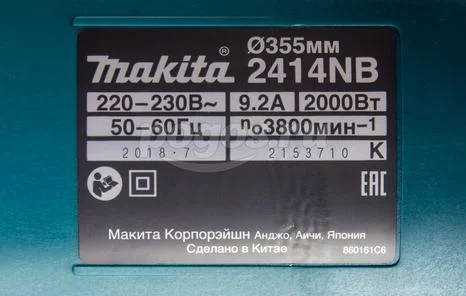 Ø355мм
makita® 2414NB
220-230В~ 9.2А 2000Вт
50-60Гц no3800мин-1
2018·7 2153710 K
EAC
Макита Корпорэйшн Анджо, Аичи, Япония
Сделано в Китае 860161C6